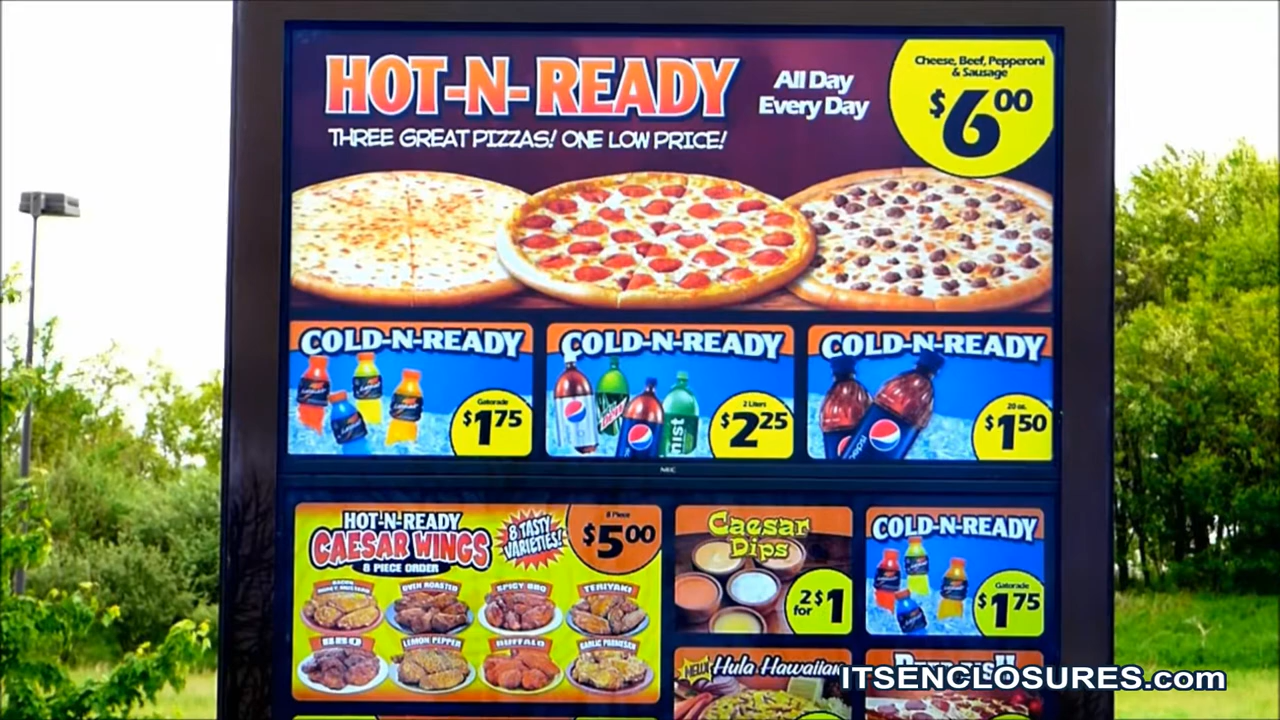 HOT-N-READY
THREE GREAT PIZZAS! ONE LOW PRICE!
All Day
Every Day
Cheese, Beef, Pepperoni
& Sausage
$6 00
COLD-N-READY
Gatorade
$1 75
COLD-N-READY
2 Liters
$2 25
COLD-N-READY
20 oz.
$1 50
NEC
HOT-N-READY
CAESAR WINGS
8 PIECE ORDER
8 TASTY
VARIETIES!
8 Piece
$5 00
OVEN ROASTED
SPICY BBQ
TERIYAKI
BBQ
LEMON PEPPER
BUFFALO
GARLIC PARMESAN
Caesar
Dips
2 for $1
COLD-N-READY
Gatorade
$1 75
NEW!
Hula Hawaiian
ITSENCLOSURES.com